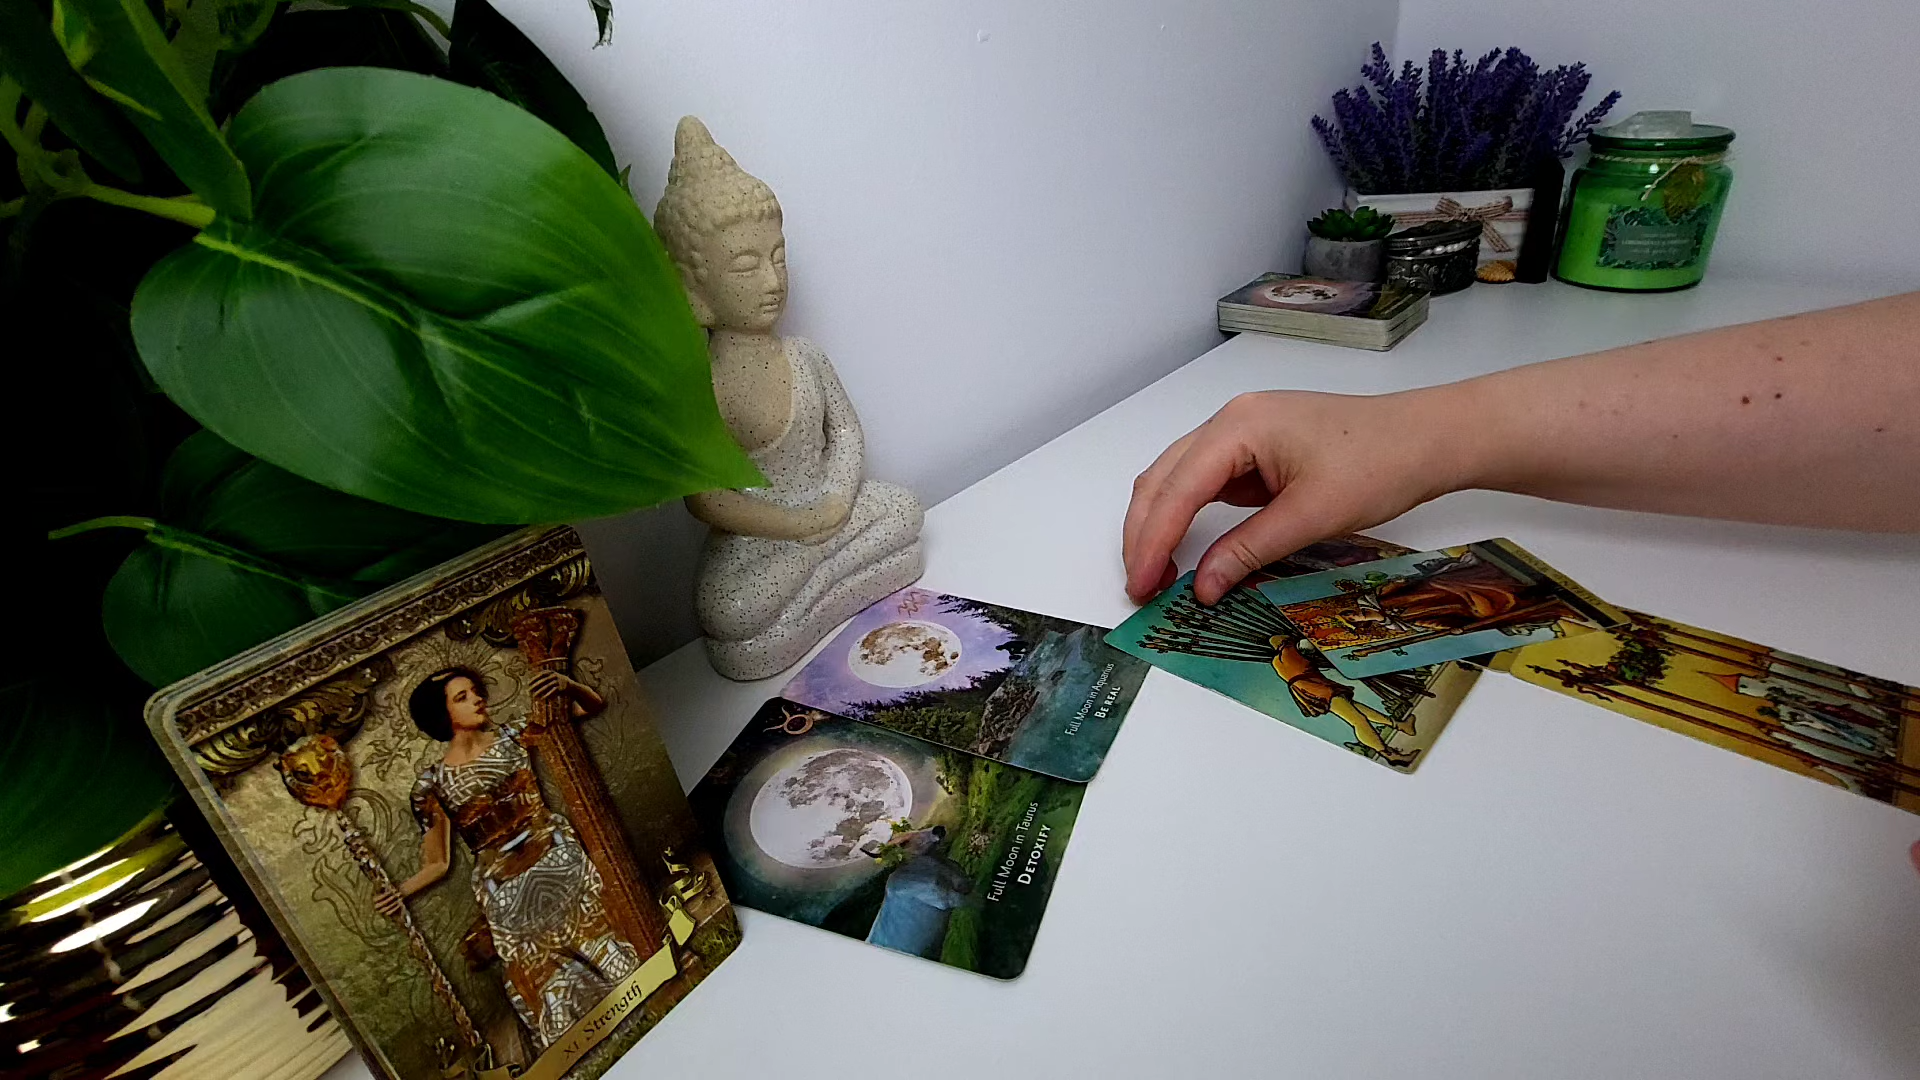 XI Strength
Full Moon in Aquarius
BE REAL
Full Moon in Taurus
DETOXIFY